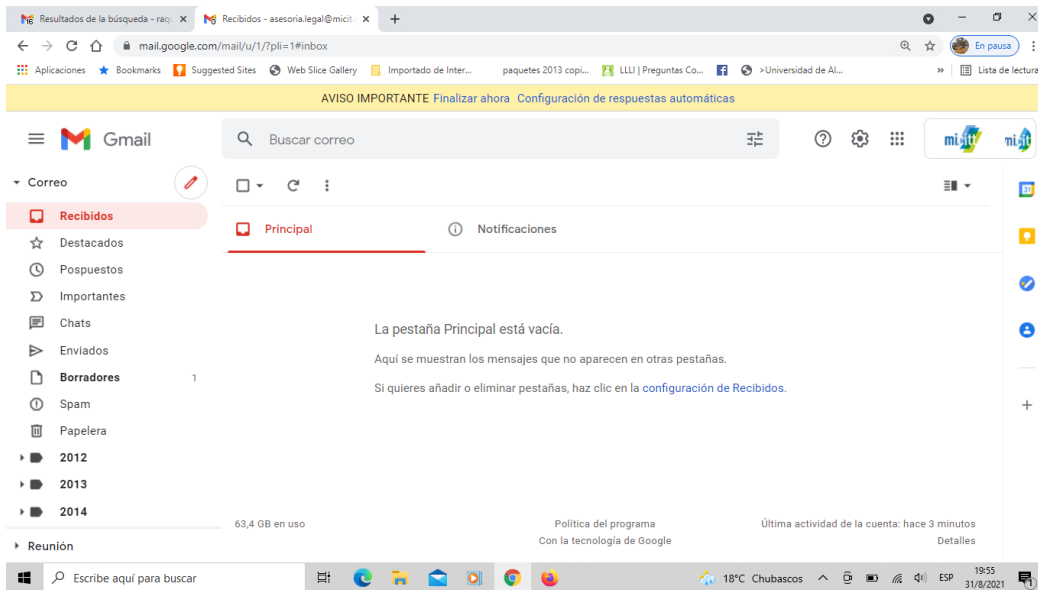 Resultados de la búsqueda - raq
Recibidos - asesoria.legal@micit
mail.google.com/mail/u/1/?pli=1#inbox
En pausa
Aplicaciones
Bookmarks
Suggested Sites
Web Slice Gallery
Importado de Inter...
paquetes 2013 copi...
LLLI | Preguntas Co...
>Universidad de Al...
»
Lista de lectura
AVISO IMPORTANTE Finalizar ahora Configuración de respuestas automáticas
Gmail
Buscar correo
Correo
Recibidos
Destacados
Pospuestos
Importantes
Chats
Enviados
Borradores 1
Spam
Papelera
2012
2013
2014
Reunión
Principal
Notificaciones
31
La pestaña Principal está vacía.
Aquí se muestran los mensajes que no aparecen en otras pestañas.
Si quieres añadir o eliminar pestañas, haz clic en la configuración de Recibidos.
63,4 GB en uso
Política del programa
Con la tecnología de Google
Última actividad de la cuenta: hace 3 minutos
Detalles
Escribe aquí para buscar
18°C Chubascos
ESP
19:55
31/8/2021
1